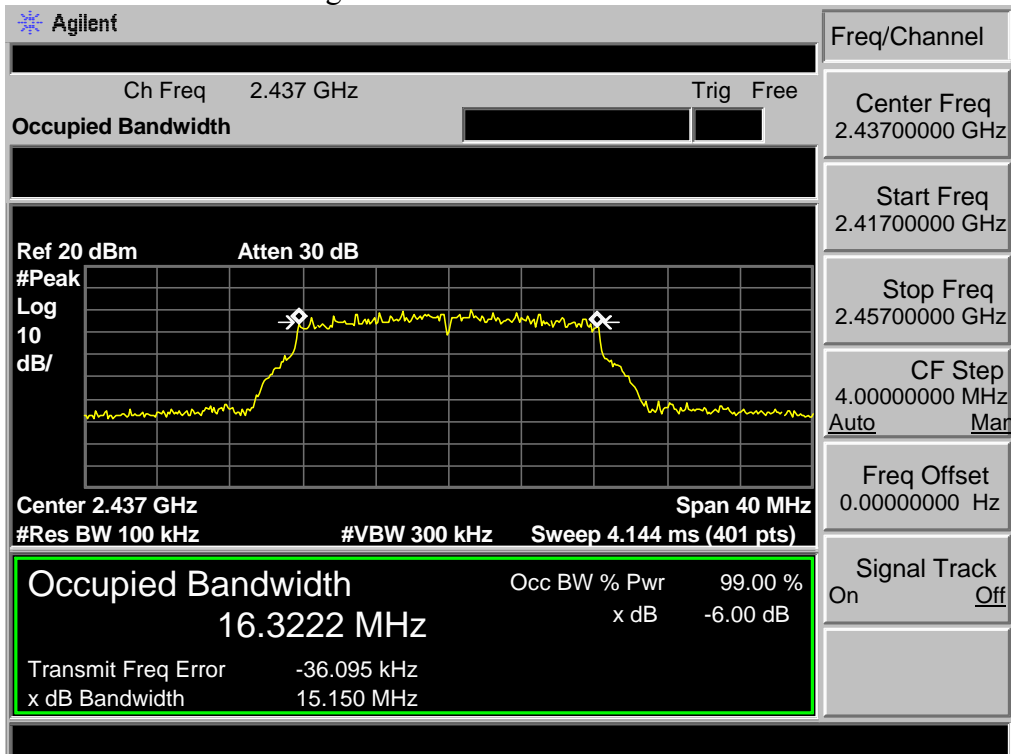 Agilent
Freq/Channel
Ch Freq 2.437 GHz Trig Free
Occupied Bandwidth
Center Freq
2.43700000 GHz
Start Freq
2.41700000 GHz
Ref 20 dBm Atten 30 dB
#Peak
Log
10
dB/
Stop Freq
2.45700000 GHz
CF Step
4.00000000 MHz
Auto Man
Freq Offset
0.00000000 Hz
Center 2.437 GHz Span 40 MHz
#Res BW 100 kHz #VBW 300 kHz Sweep 4.144 ms (401 pts)
Signal Track
On Off
Occupied Bandwidth
16.3222 MHz
Occ BW % Pwr 99.00 %
x dB -6.00 dB
Transmit Freq Error -36.095 kHz
x dB Bandwidth 15.150 MHz